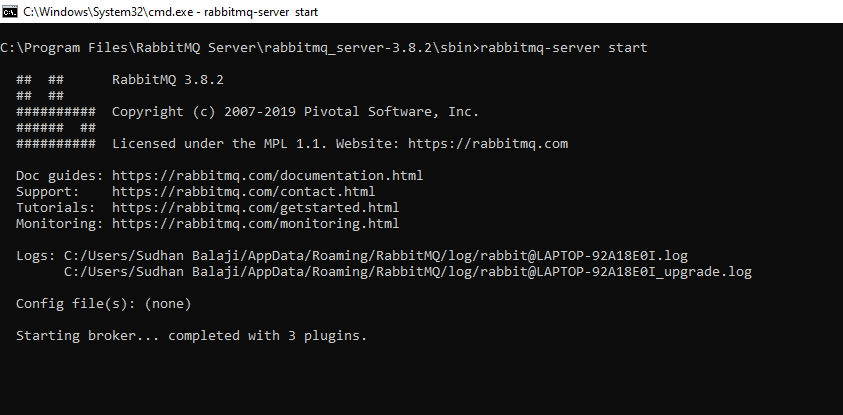 C:\Windows\System32\cmd.exe - rabbitmq-server start
C:\Program Files\RabbitMQ Server\rabbitmq_server-3.8.2\sbin>rabbitmq-server start
## ## RabbitMQ 3.8.2
## ##
########## Copyright (c) 2007-2019 Pivotal Software, Inc.
###### ##
########## Licensed under the MPL 1.1. Website: https://rabbitmq.com
Doc guides: https://rabbitmq.com/documentation.html
Support: https://rabbitmq.com/contact.html
Tutorials: https://rabbitmq.com/getstarted.html
Monitoring: https://rabbitmq.com/monitoring.html
Logs: C:/Users/Sudhan Balaji/AppData/Roaming/RabbitMQ/log/rabbit@LAPTOP-92A18E0I.log
C:/Users/Sudhan Balaji/AppData/Roaming/RabbitMQ/log/rabbit@LAPTOP-92A18E0I_upgrade.log
Config file(s): (none)
Starting broker... completed with 3 plugins.